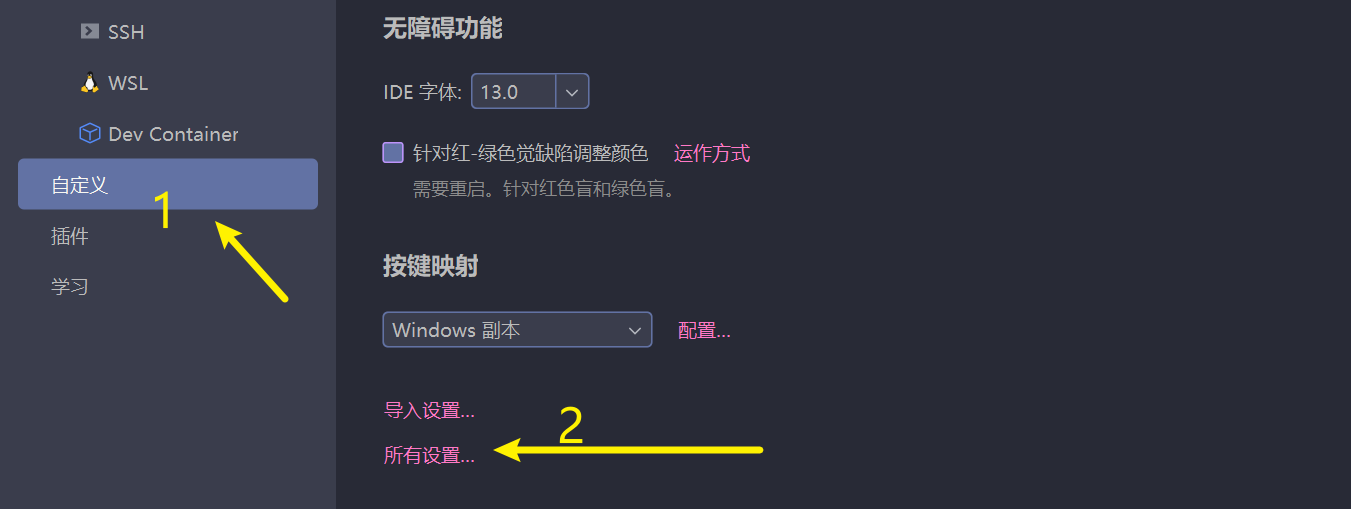 SSH
WSL
Dev Container
自定义
1
插件
学习
无障碍功能
IDE 字体: 13.0
针对红-绿色觉缺陷调整颜色 运作方式
需要重启。针对红色盲和绿色盲。
按键映射
Windows 副本 配置...
导入设置...
2
所有设置...